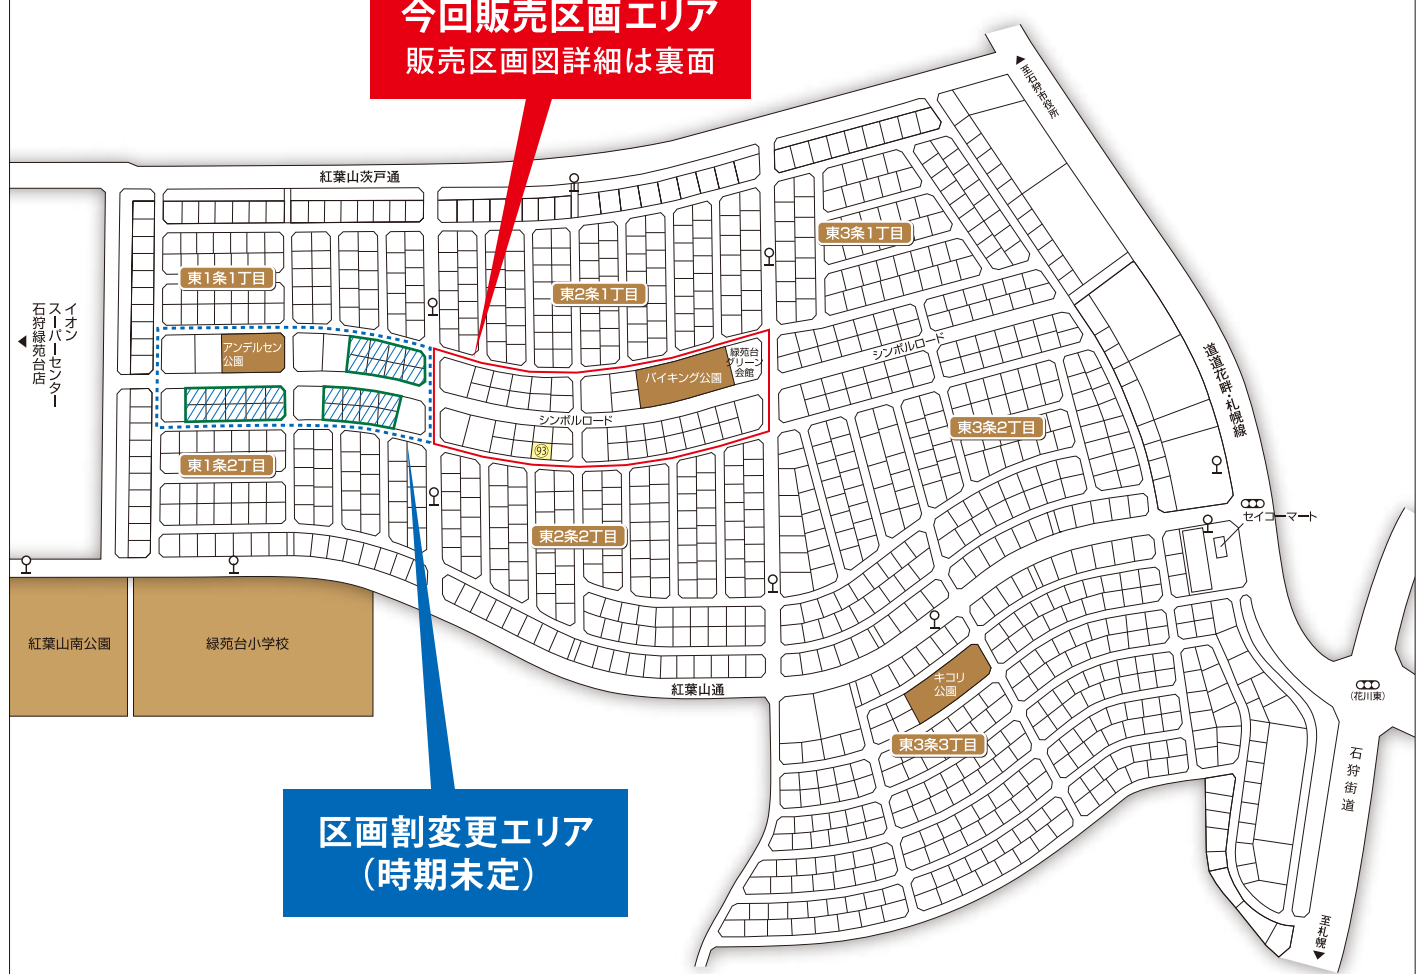 今回販売区画エリア
販売区画図詳細は裏面
至石狩市役所
紅葉山茨戸通
東3条1丁目
東1条1丁目
東2条1丁目
イオン
スーパーセンター
石狩緑苑台店
アンデルセン
公園
シンボルロード
緑苑台
グリーン
会館
バイキング公園
道道花畔・札幌線
シンボルロード
東3条2丁目
93
東1条2丁目
セイコーマート
東2条2丁目
紅葉山南公園
緑苑台小学校
キコリ
公園
紅葉山通
(花川東)
東3条3丁目
石狩街道
区画割変更エリア
(時期未定)
至札幌